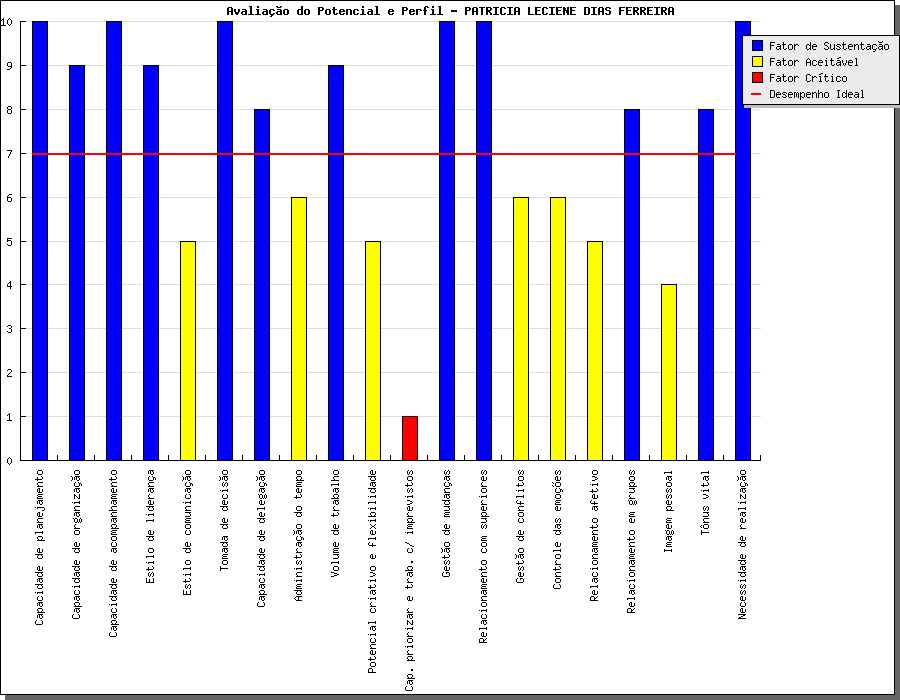 Avaliação do Potencial e Perfil - PATRICIA LECIENE DIAS FERREIRA
10
9
8
7
6
5
4
3
2
1
0
Fator de Sustentação
Fator Aceitável
Fator Crítico
Desempenho Ideal
Capacidade de planejamento
Capacidade de organização
Capacidade de acompanhamento
Estilo de liderança
Estilo de comunicação
Tomada de decisão
Capacidade de delegação
Administração do tempo
Volume de trabalho
Potencial criativo e flexibilidade
Cap. priorizar e trab. c/ imprevistos
Gestão de mudanças
Relacionamento com superiores
Gestão de conflitos
Controle das emoções
Relacionamento afetivo
Relacionamento em grupos
Imagem pessoal
Tônus vital
Necessidade de realização